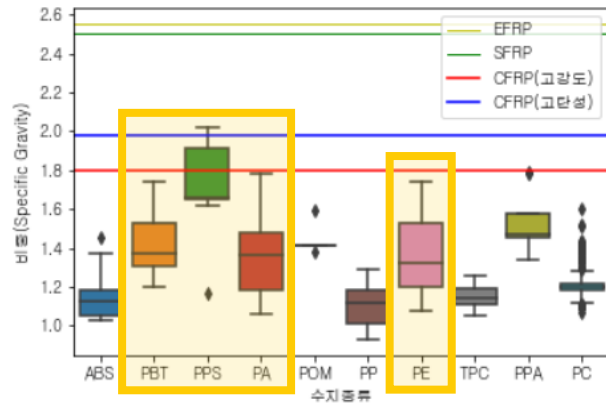 2.6
2.4
2.2
2.0
1.8
1.6
1.4
1.2
1.0
비중(Specific Gravity)
EFRP
SFRP
CFRP(고강도)
CFRP(고탄성)
ABS PBT PPS PA POM PP PE TPC PPA PC
수지종류